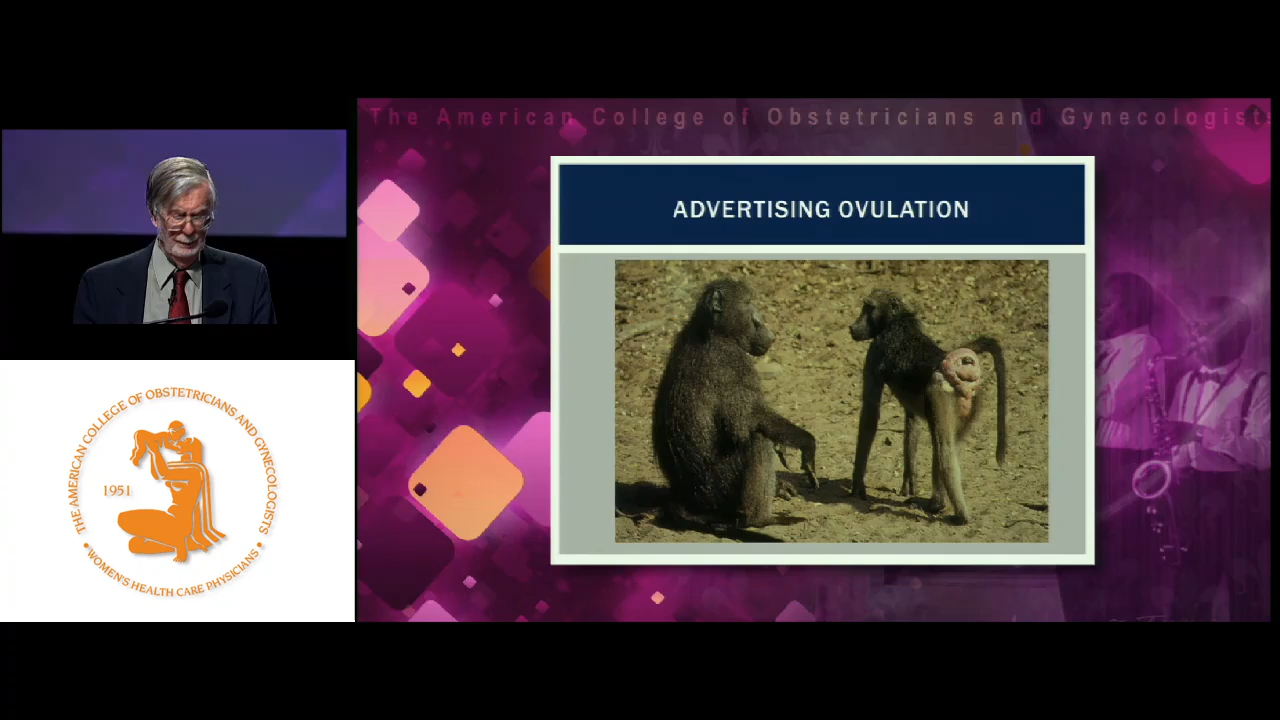 The American College of Obstetricians and Gynecologists
ADVERTISING OVULATION
THE AMERICAN COLLEGE OF OBSTETRICIANS AND GYNECOLOGISTS
1951
• WOMEN'S HEALTH CARE PHYSICIANS •